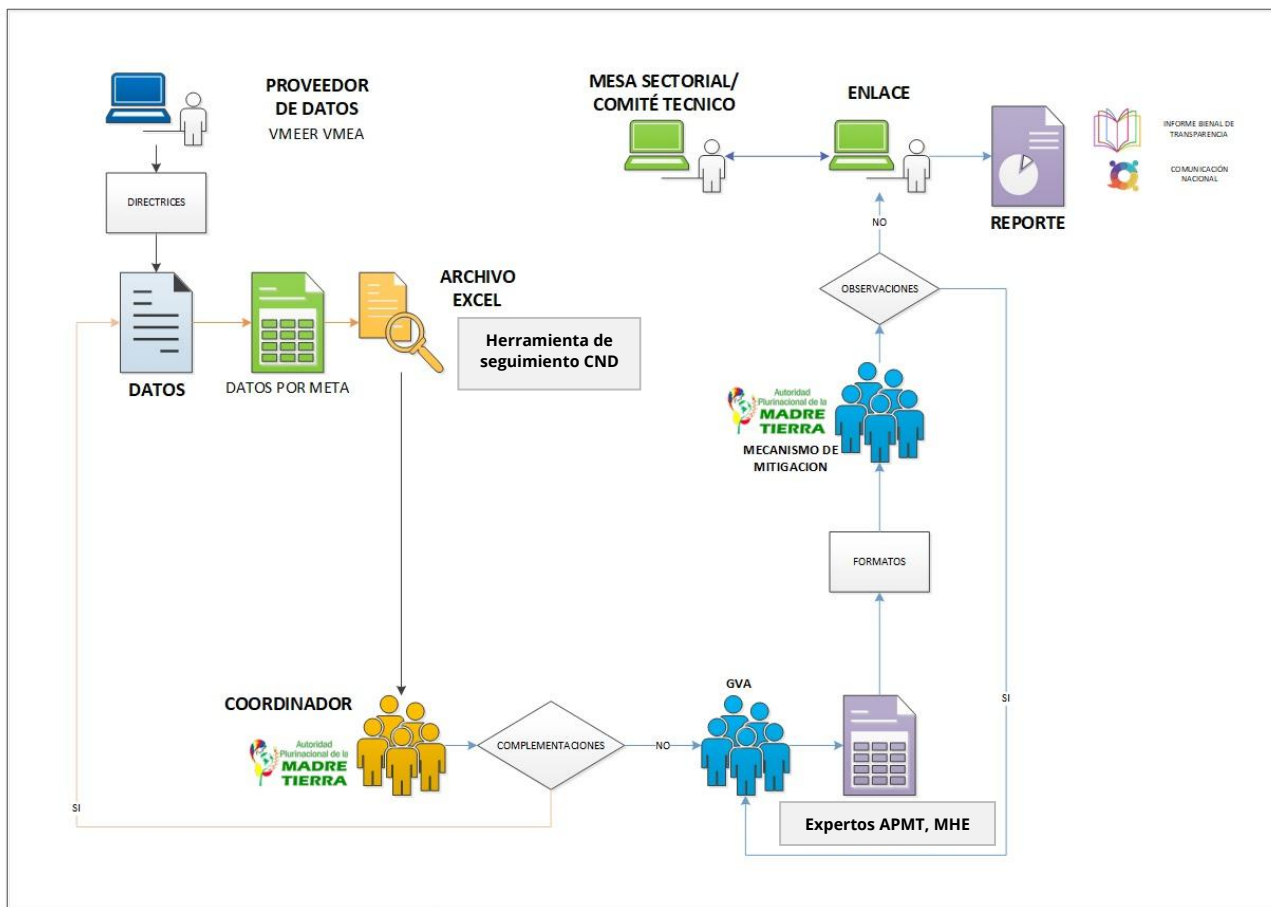 PROVEEDOR
DE DATOS
VMEER VMEA
DIRECTRICES
DATOS
DATOS POR META
ARCHIVO
EXCEL
Herramienta de
seguimiento CND
COORDINADOR
Autoridad
Plurinacional de la
MADRE
TIERRA
COMPLEMENTACIONES
SI
NO
GVA
Expertos APMT, MHE
FORMATOS
Autoridad
Plurinacional de la
MADRE
TIERRA
MECANISMO DE
MITIGACION
OBSERVACIONES
SI
NO
MESA SECTORIAL/
COMITÉ TECNICO
ENLACE
REPORTE
INFORME BIENAL DE
TRANSPARENCIA
COMUNICACIÓN
NACIONAL